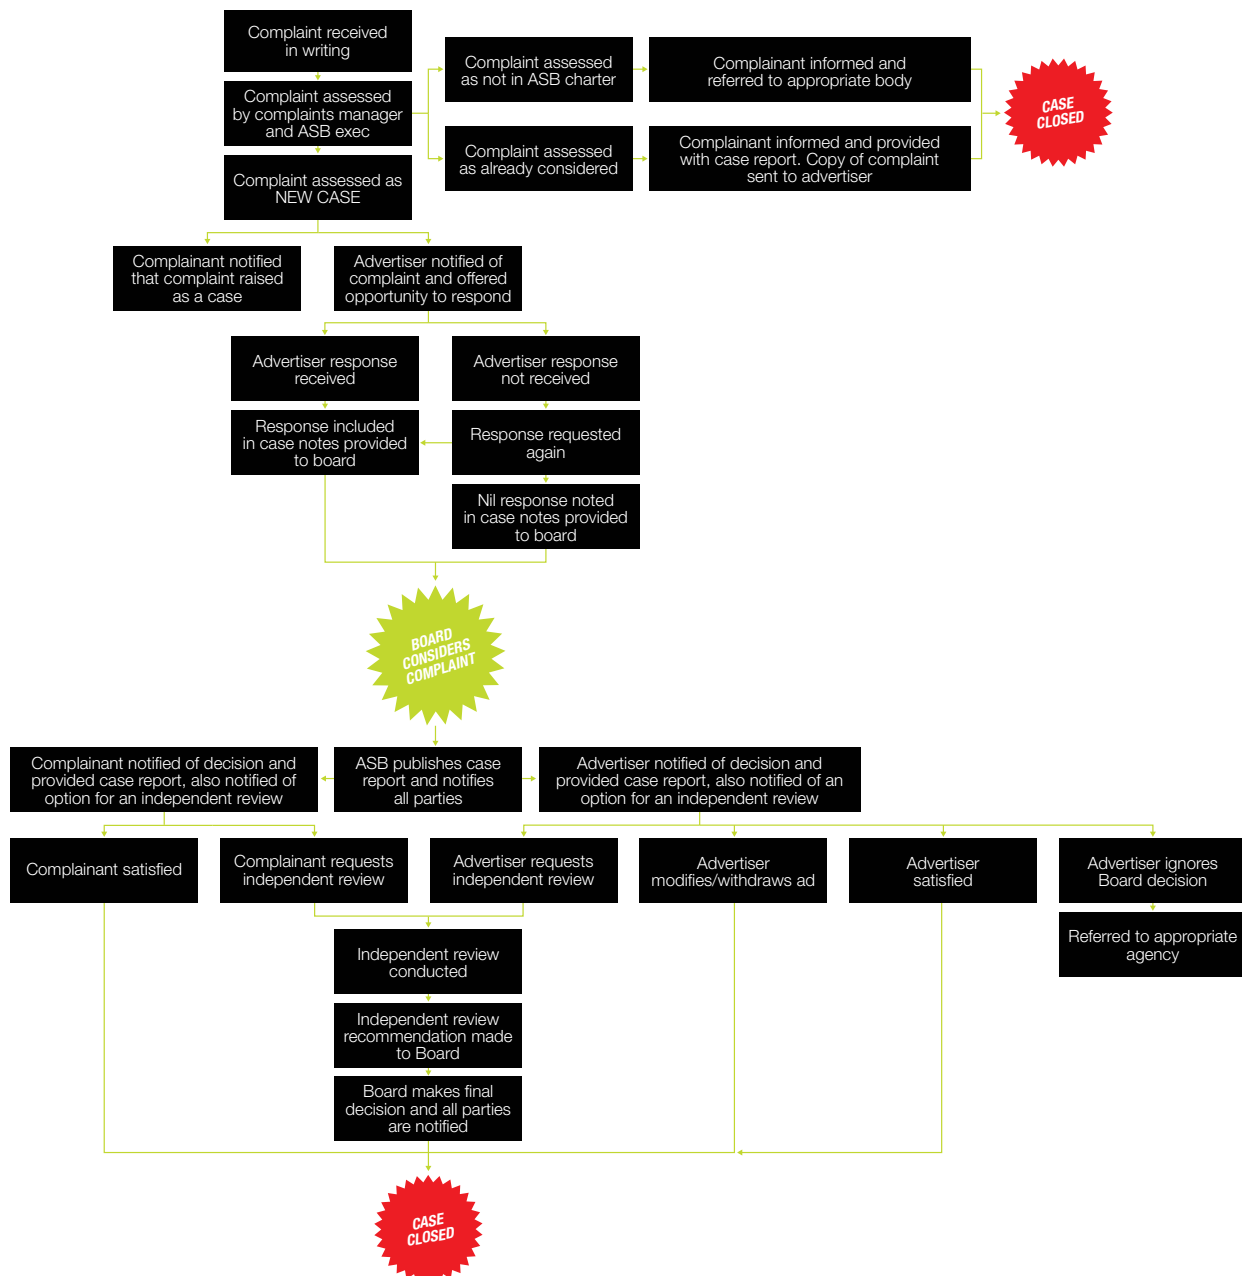 Complaint received
in writing
Complaint assessed
by complaints manager
and ASB exec
Complaint assessed as
NEW CASE
Complaint assessed
as not in ASB charter
Complainant informed and
referred to appropriate body
Complaint assessed
as already considered
Complainant informed and provided
with case report. Copy of complaint
sent to advertiser
CASE
CLOSED
Complainant notified
that complaint raised
as a case
Advertiser notified of
complaint and offered
opportunity to respond
Advertiser response
received
Advertiser response
not received
Response included
in case notes provided
to board
Response requested
again
Nil response noted
in case notes provided
to board
BOARD
CONSIDERS
COMPLAINT
Complainant notified of decision and
provided case report, also notified of
option for an independent review
ASB publishes case
report and notifies
all parties
Advertiser notified of decision and
provided case report, also notified of an
option for an independent review
Complainant satisfied
Complainant requests
independent review
Advertiser requests
independent review
Advertiser
modifies/withdraws ad
Advertiser
satisfied
Advertiser ignores
Board decision
Referred to appropriate
agency
Independent review
conducted
Independent review
recommendation made
to Board
Board makes final
decision and all parties
are notified
CASE
CLOSED